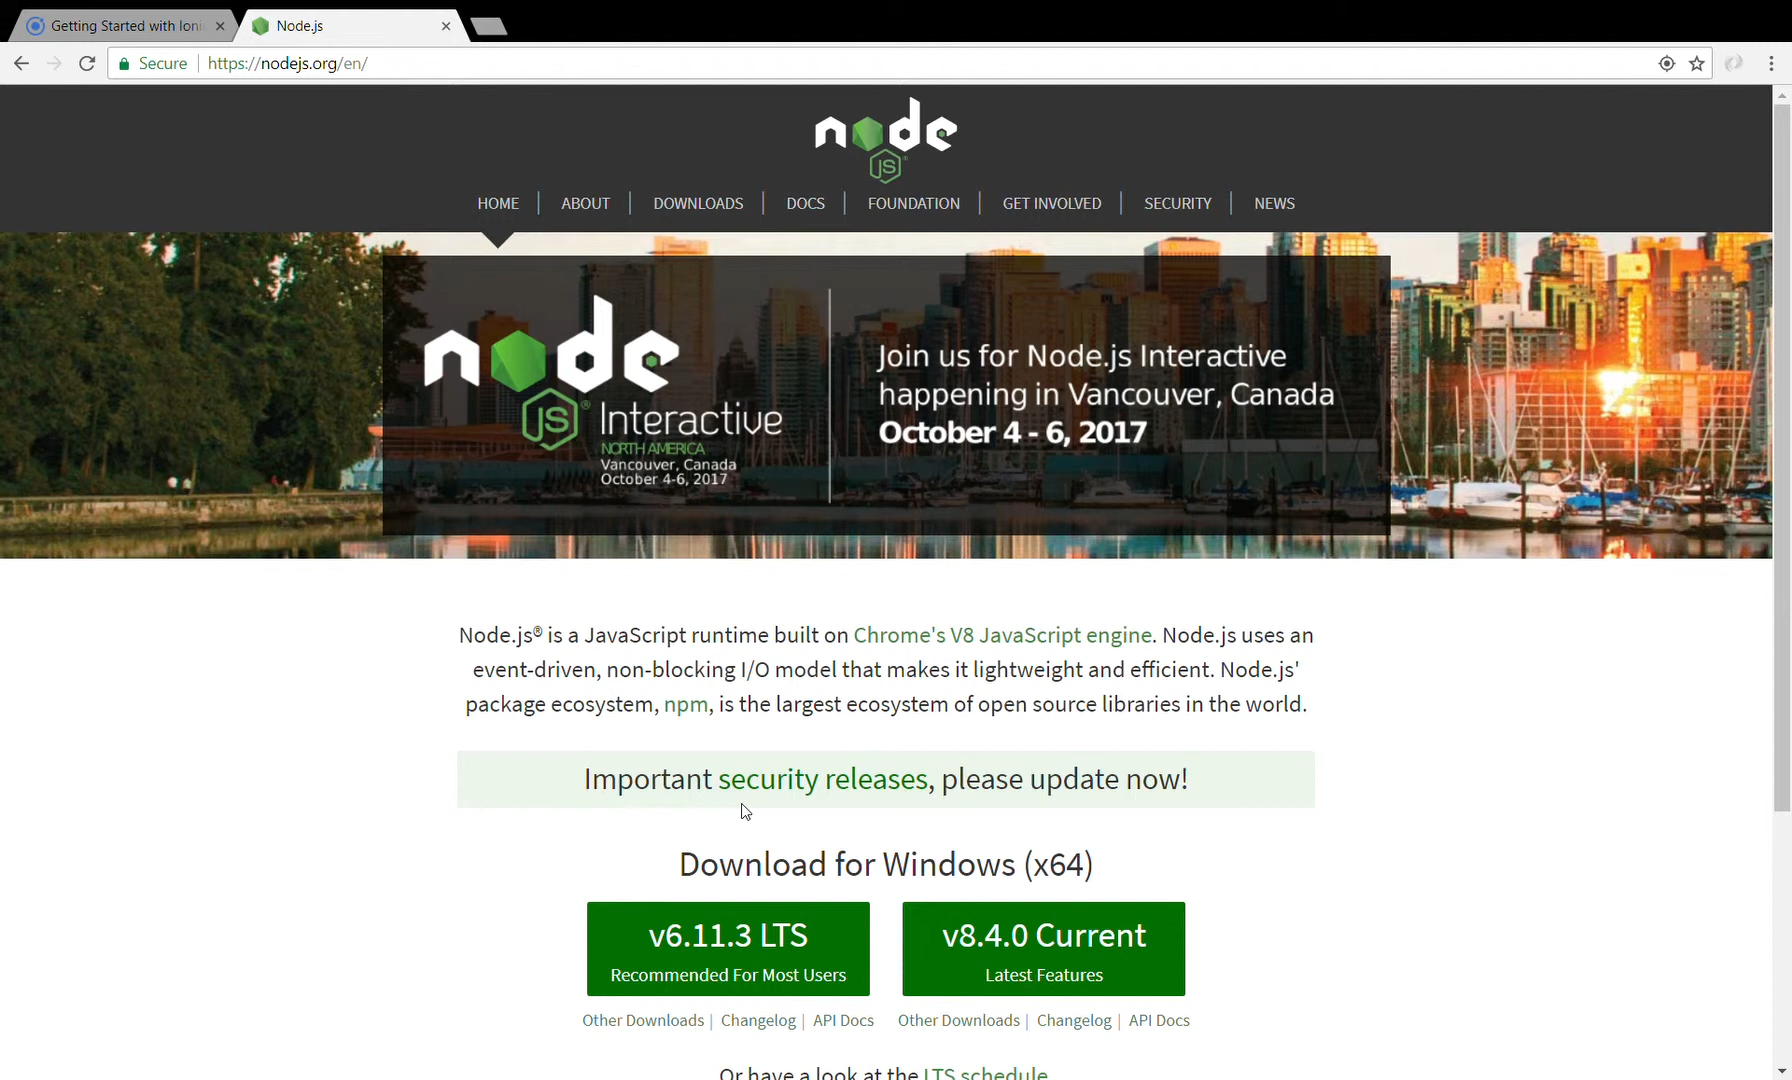 Getting Started with Ioni
Node.js
Secure
https://nodejs.org/en/
node
JS
HOME
ABOUT
DOWNLOADS
DOCS
FOUNDATION
GET INVOLVED
SECURITY
NEWS
node
JS
®
Interactive
NORTH AMERICA
Vancouver, Canada
October 4-6, 2017
Join us for Node.js Interactive
happening in Vancouver, Canada
October 4 - 6, 2017
Node.js® is a JavaScript runtime built on Chrome's V8 JavaScript engine. Node.js uses an
event-driven, non-blocking I/O model that makes it lightweight and efficient. Node.js'
package ecosystem, npm, is the largest ecosystem of open source libraries in the world.
Important security releases, please update now!
Download for Windows (x64)
v6.11.3 LTS
Recommended For Most Users
v8.4.0 Current
Latest Features
Other Downloads | Changelog | API Docs
Other Downloads | Changelog | API Docs
Or have a look at the LTS schedule